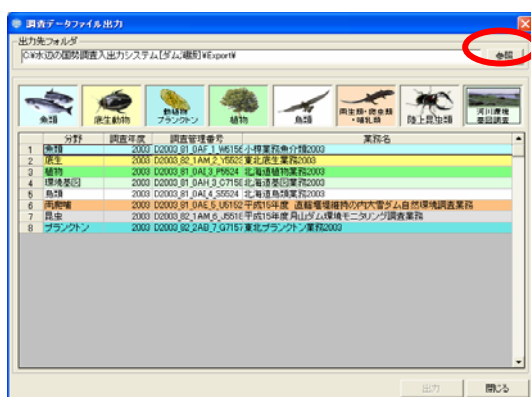 調査データファイル出力
出力先フォルダ
C:¥水辺の国勢調査入出力システム[ダム湖版]¥Export¥
参照
魚類
底生動物
動植物プランクトン
植物
鳥類
両生類・爬虫類・哺乳類
陸上昆虫類
河川環境基図調査
分野 調査年度 調査管理番号 業務名
1 魚類 2003 D2003_81_0AF_1_W6156 小樽業務魚介類2003
2 底生 2003 D2003_82_1AM_2_Y5523 東北底生業務2003
3 植物 2003 D2003_81_0AI_3_P5524 北海道植物業務2003
4 環境基図 2003 D2003_81_0AH_3_C7150 北海道基図業務2003
5 鳥類 2003 D2003_81_0AI_4_S5524 北海道鳥類業務2003
6 両爬哺 2003 D2003_81_0AE_5_U5152 平成15年度 直轄堰堤維持の内大雪ダム自然環境調査業務
7 昆虫 2003 D2003_82_1AM_6_J5518 平成15年度月山ダム環境モニタリング調査業務
8 プランクトン 2003 D2003_82_2AB_7_G7157 東北プランクトン業務2003
出力
閉じる